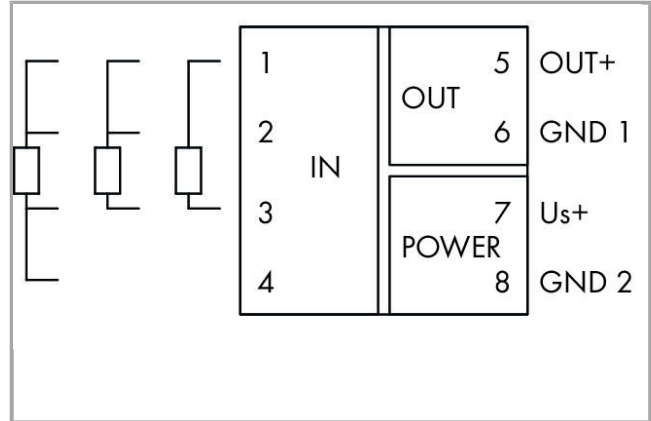 1
5 OUT+
OUT
2
6 GND 1
IN
3
7 Us+
POWER
4
8 GND 2